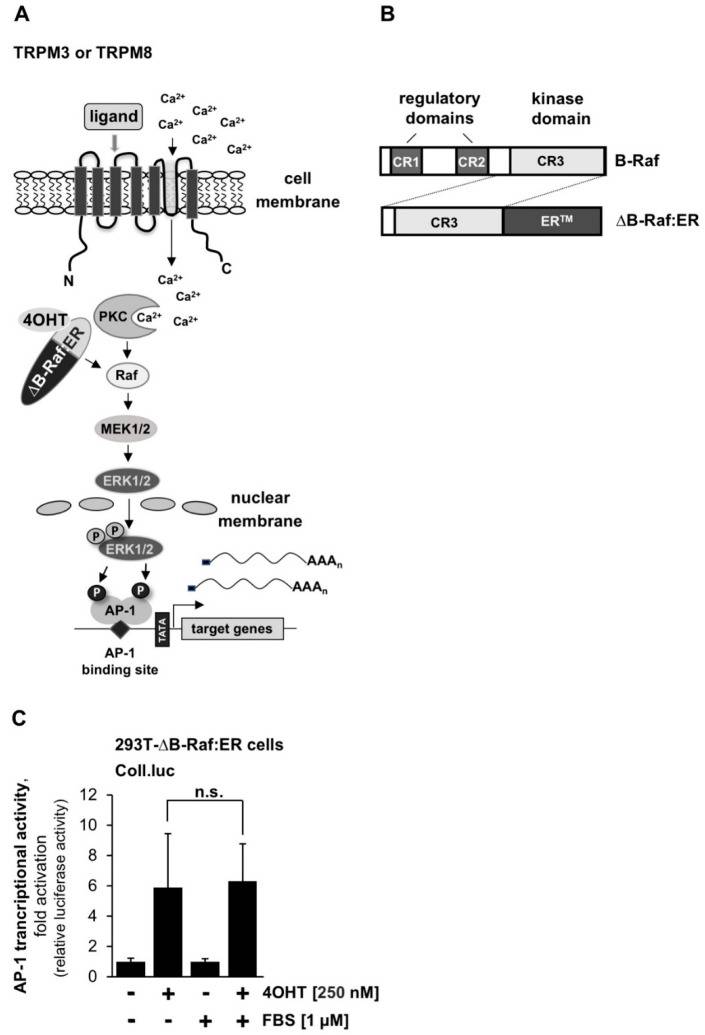 A
TRPM3 or TRPM8
ligand
Ca2+
Ca2+
Ca2+
Ca2+
Ca2+
Ca2+
Ca2+
cell
membrane
N
C
Ca2+
Ca2+
Ca2+
Ca2+
PKC
4OHT
ΔB-Raf:ER
Raf
MEK1/2
ERK1/2
nuclear
membrane
P
P
ERK1/2
P
P
AP-1
AAAn
AAAn
TATA
target genes
AP-1
binding site
B
regulatory
domains
kinase
domain
CR1
CR2
CR3
B-Raf
CR3
ERTM
ΔB-Raf:ER
C
293T-ΔB-Raf:ER cells
Coll.luc
AP-1 trancriptional activity,
fold activation
(relative luciferase activity)
12
10
8
6
4
2
0
n.s.
- + - + 4OHT [250 nM]
- - + + FBS [1 µM]